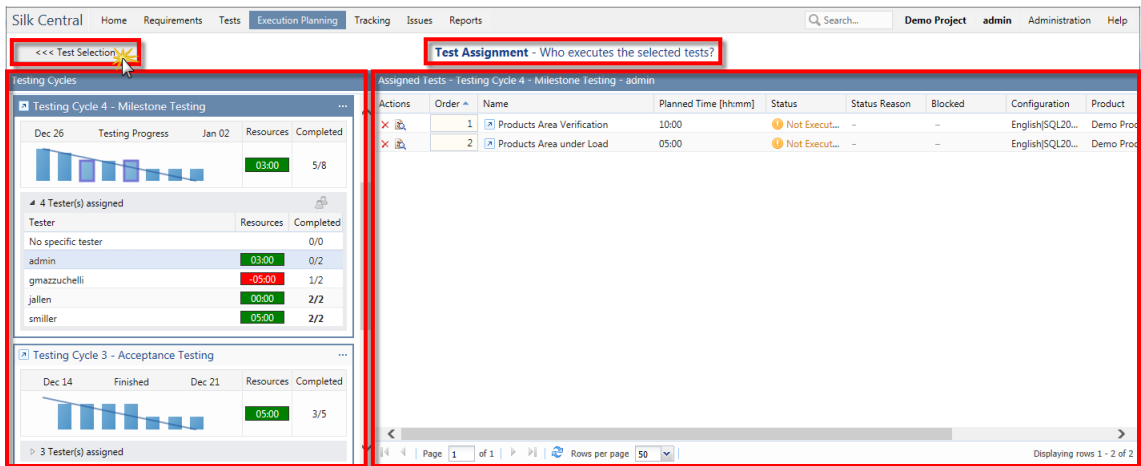 Silk Central Home Requirements Tests Execution Planning Tracking Issues Reports Search... Demo Project admin Administration Help
<<< Test Selection
Test Assignment - Who executes the selected tests?
Testing Cycles
Testing Cycle 4 - Milestone Testing ...
Dec 26 Testing Progress Jan 02 Resources Completed
03:00 5/8
4 Tester(s) assigned
Tester Resources Completed
No specific tester 0/0
admin 03:00 0/2
gmazzuchelli -05:00 1/2
jallen 00:00 2/2
smiller 05:00 2/2
Testing Cycle 3 - Acceptance Testing ...
Dec 14 Finished Dec 21 Resources Completed
05:00 3/5
3 Tester(s) assigned
Assigned Tests - Testing Cycle 4 - Milestone Testing - admin
Actions Order Name Planned Time [hh:mm] Status Status Reason Blocked Configuration Product
1 Products Area Verification 10:00 Not Execut... – – English|SQL20... Demo Prod
2 Products Area under Load 05:00 Not Execut... – – English|SQL20... Demo Prod
Page 1 of 1 Rows per page 50 Displaying rows 1 - 2 of 2